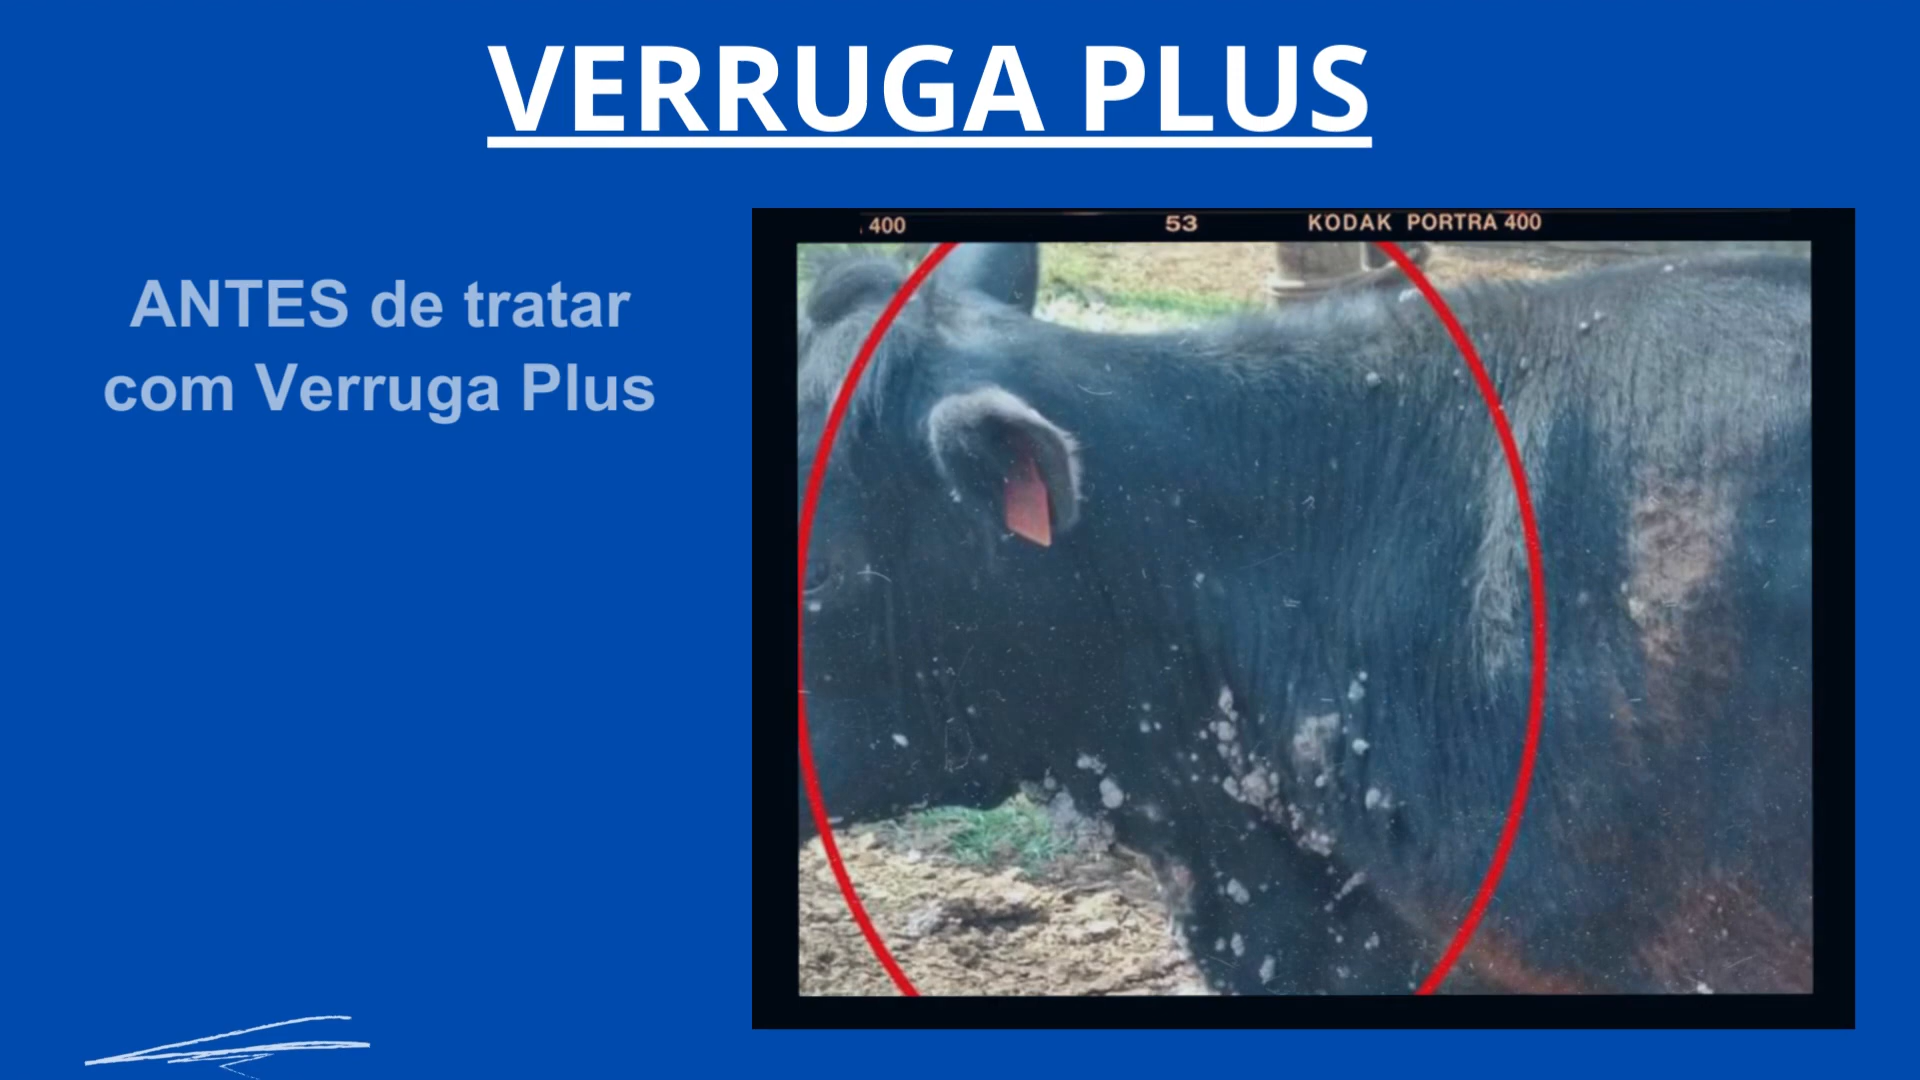 VERRUGA PLUS
400 53 KODAK PORTRA 400
ANTES de tratar
com Verruga Plus